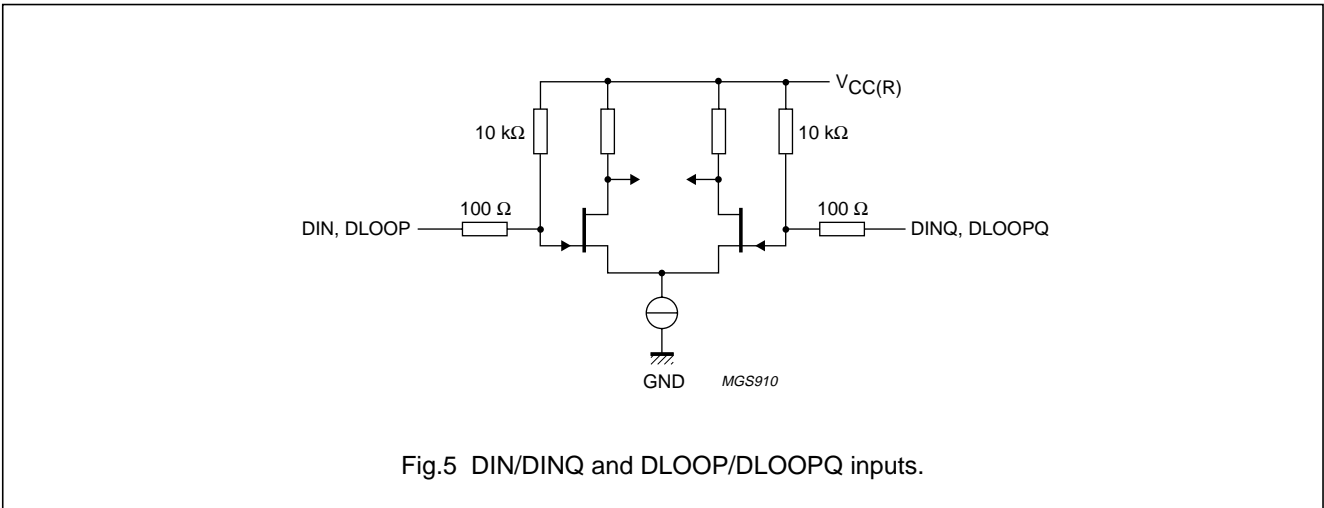 VCC(R)
10 kΩ
10 kΩ
100 Ω
100 Ω
DIN, DLOOP
DINQ, DLOOPQ
GND
MGS910
Fig.5 DIN/DINQ and DLOOP/DLOOPQ inputs.